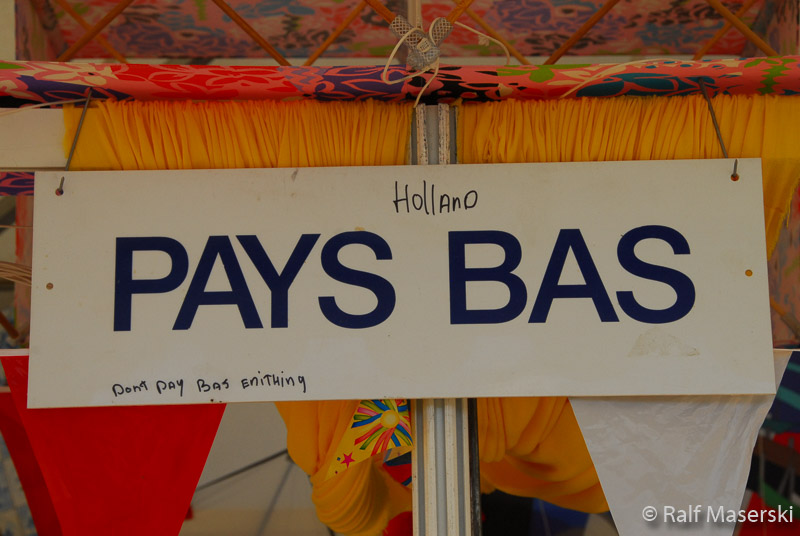 Holland
PAYS BAS
Dont pay Bas enithing
© Ralf Maserski